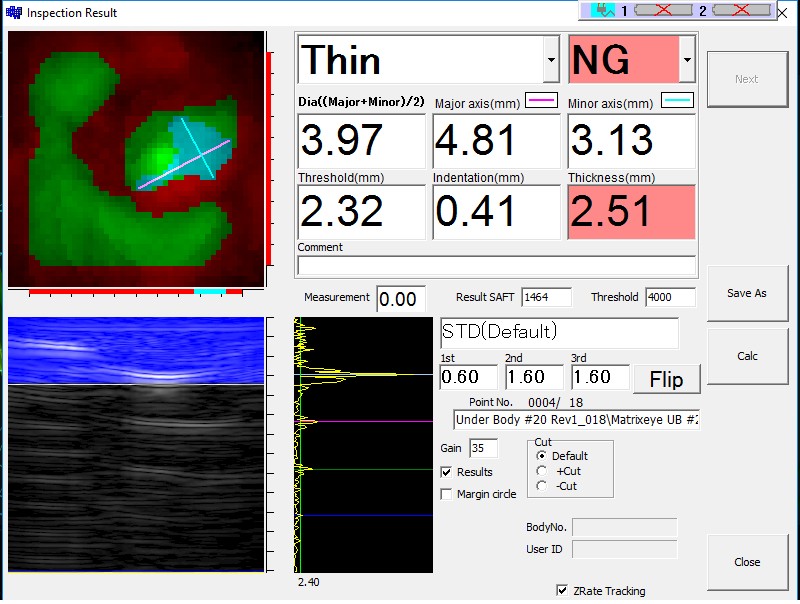 Inspection Result
1 2
Thin NG
Next
Dia((Major+Minor)/2) Major axis(mm) Minor axis(mm)
3.97 4.81 3.13
Threshold(mm) Indentation(mm) Thickness(mm)
2.32 0.41 2.51
Comment
Measurement 0.00 Result SAFT 1464 Threshold 4000
Save As
STD(Default)
Calc
1st 2nd 3rd
0.60 1.60 1.60 Flip
Point No. 0004/ 18
Under Body #20 Rev1_018\Matrixeye UB #2
Gain 35
Cut
Default
+Cut
-Cut
Results
Margin circle
BodyNo.
User ID
Close
2.40
ZRate Tracking